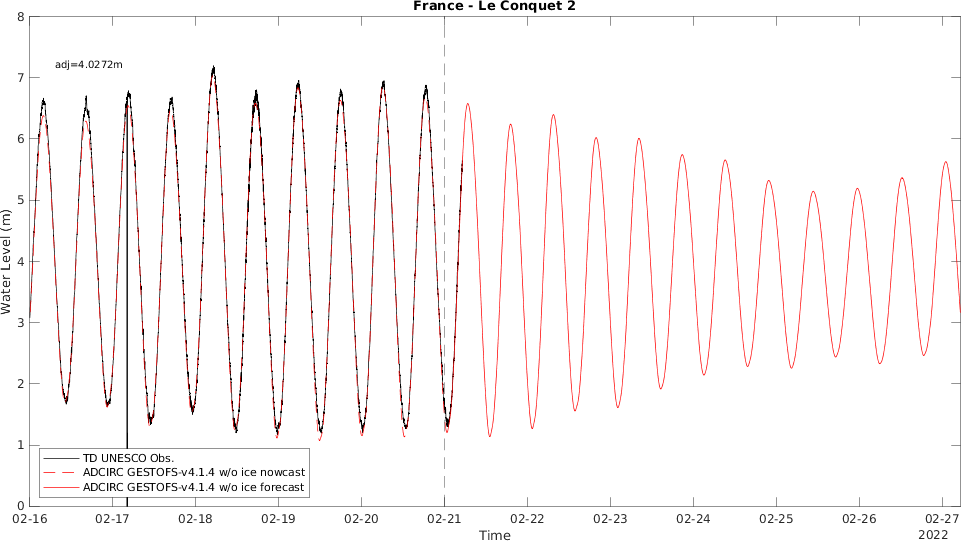 France - Le Conquet 2
8
adj=4.0272m
7
6
5
4
3
2
1
0
Water Level (m)
TD UNESCO Obs.
ADCIRC GESTOFS-v4.1.4 w/o ice nowcast
ADCIRC GESTOFS-v4.1.4 w/o ice forecast
02-16 02-17 02-18 02-19 02-20 02-21 02-22 02-23 02-24 02-25 02-26 02-27
Time
2022